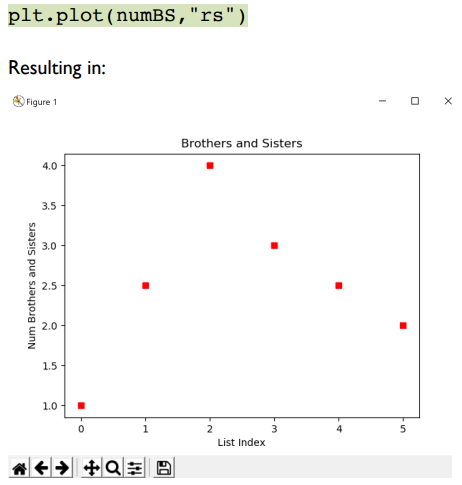 plt.plot(numBS,"rs")
Resulting in:
Figure 1
Brothers and Sisters
4.0
3.5
3.0
2.5
2.0
1.5
1.0
Num Brothers and Sisters
0 1 2 3 4 5
List Index